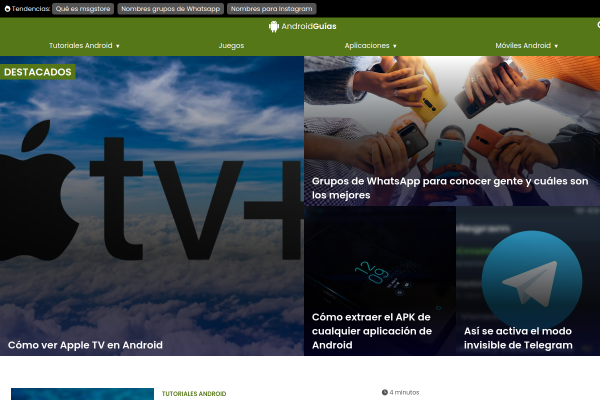 Tendencias: Qué es msgstore Nombres grupos de Whatsapp Nombres para Instagram
AndroidGuías
Tutoriales Android ▼ Juegos Aplicaciones ▼ Móviles Android ▼
DESTACADOS
tv+
Cómo ver Apple TV en Android
Grupos de WhatsApp para conocer gente y cuáles son
los mejores
Cómo extraer el APK de
cualquier aplicación de
Android
Así se activa el modo
invisible de Telegram
TUTORIALES ANDROID
4 minutos